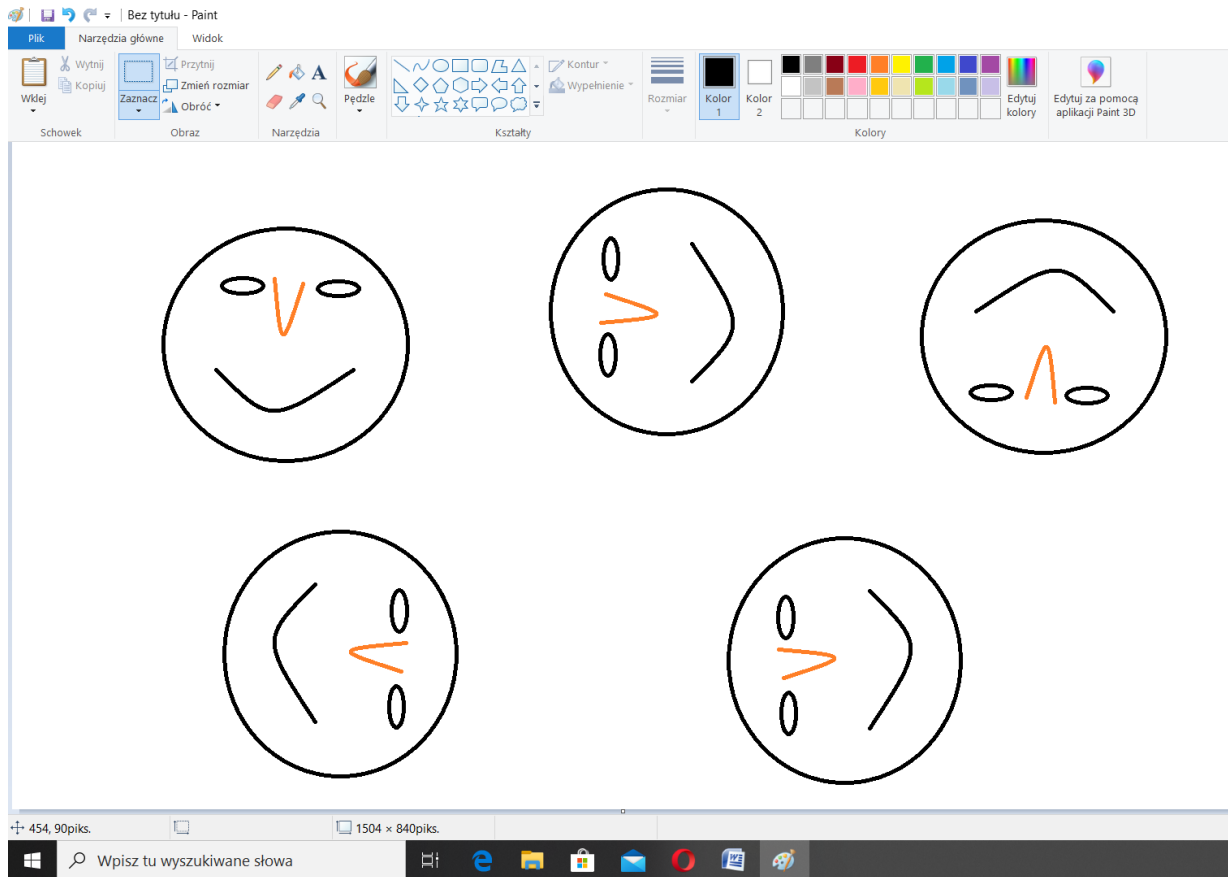 Bez tytułu - Paint
Plik Narzędzia główne Widok
Wklej
Wytnij
Kopiuj
Schowek
Zaznacz
Przytnij
Zmień rozmiar
Obróć
Obraz
A
Narzędzia
Pędzle
Kontur
Wypełnienie
Kształty
Rozmiar
Kolor 1
Kolor 2
Edytuj kolory
Kolory
Edytuj za pomocą aplikacji Paint 3D
454, 90piks. 1504 × 840piks.
Wpisz tu wyszukiwane słowa